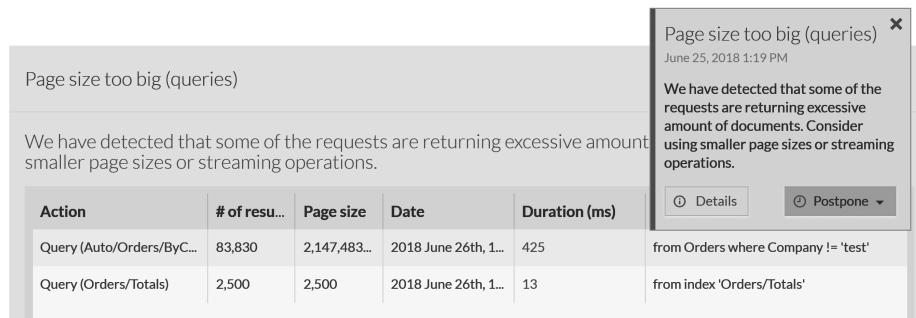 Page size too big (queries)
June 25, 2018 1:19 PM
We have detected that some of the
requests are returning excessive
amount of documents. Consider
using smaller page sizes or streaming
operations.
Details
Postpone
Page size too big (queries)
We have detected that some of the requests are returning excessive amount
smaller page sizes or streaming operations.
Action # of resu... Page size Date Duration (ms)
Query (Auto/Orders/ByC... 83,830 2,147,483... 2018 June 26th, 1... 425 from Orders where Company != 'test'
Query (Orders/Totals) 2,500 2,500 2018 June 26th, 1... 13 from index 'Orders/Totals'